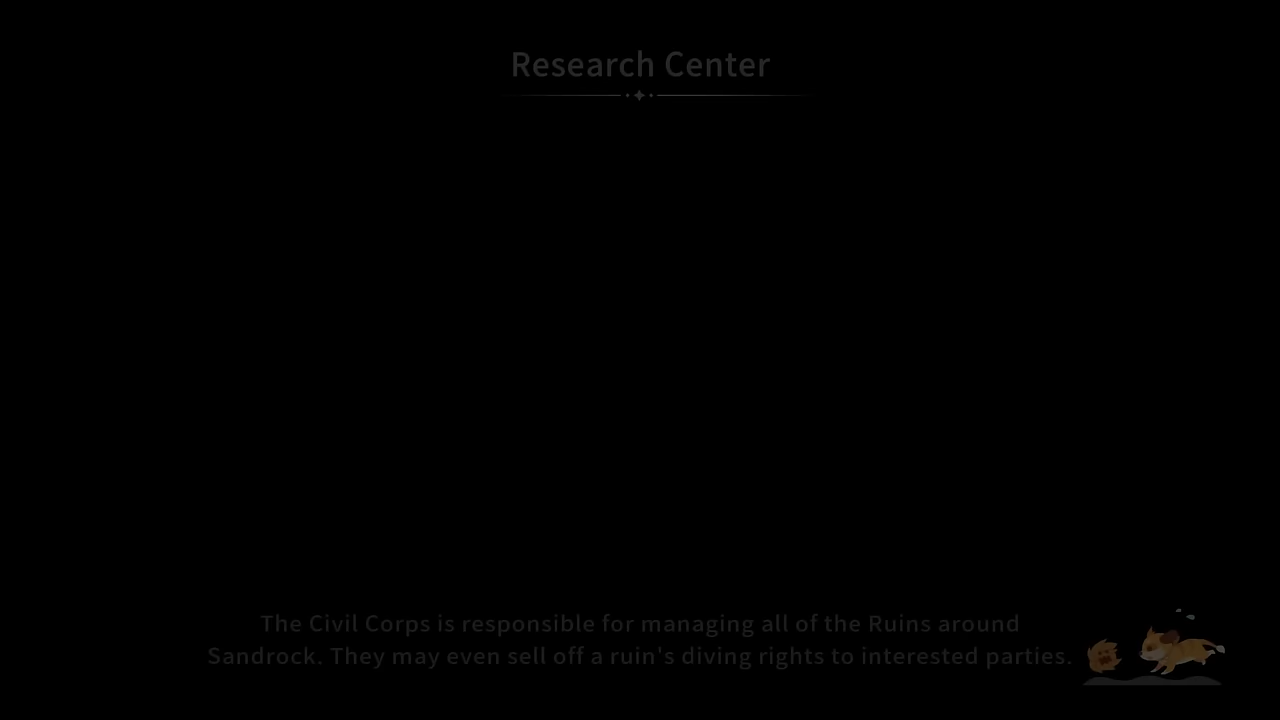 Research Center
The Civil Corps is responsible for managing all of the Ruins around
Sandrock. They may even sell off a ruin's diving rights to interested parties.